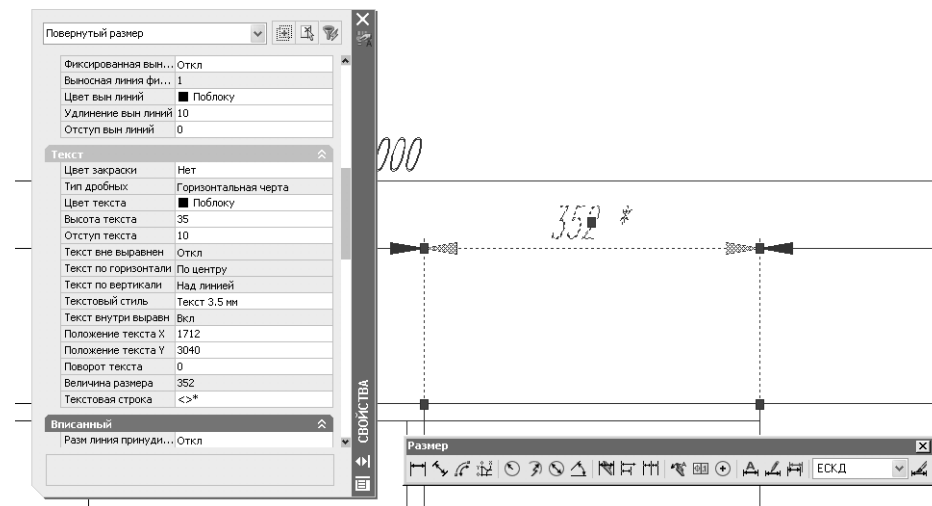 Повернутый размер
Фиксированная вын... Откл
Выносная линия фи... 1
Цвет вын линий Поблоку
Удлинение вын линий 10
Отступ вын линий 0
Текст
Цвет закраски Нет
Тип дробных Горизонтальная черта
Цвет текста Поблоку
Высота текста 35
Отступ текста 10
Текст вне выравнен Откл
Текст по горизонтали По центру
Текст по вертикали Над линией
Текстовый стиль Текст 3.5 мм
Текст внутри выравн Вкл
Положение текста X 1712
Положение текста Y 3040
Поворот текста 0
Величина размера 352
Текстовая строка <>*
Вписанный
Разм линия принуди... Откл
СВОЙСТВА
000
352 *
Размер
ЕСКД